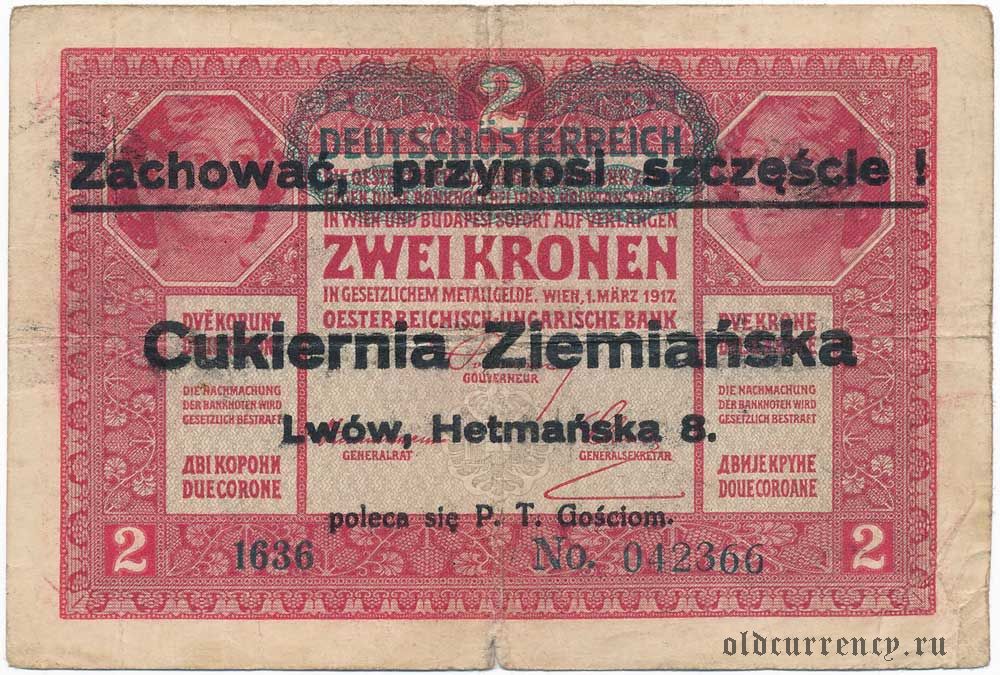 2
DEUTSCHÖSTERREICH
Zachować, przynosi szczęście !
IN WIEN UND BUDAPEST SOFORT AUF VERLANGEN
ZWEI KRONEN
IN GESETZLICHEM METALLGELDE. WIEN, 1. MÄRZ 1917.
OESTERREICHISCH-UNGARISCHE BANK
DVĚ KORUNY
DVE KRONE
Cukiernia Ziemiańska
GOUVERNEUR
DIE NACHMACHUNG
DER BANKNOTEN WIRD
GESETZLICH BESTRAFT
DIE NACHMACHUNG
DER BANKNOTEN WIRD
GESETZLICH BESTRAFT
Lwów, Hetmańska 8.
GENERALRAT
GENERALSEKRETÄR
ДВІ КОРОНИ
DUE CORONE
ДВИЈЕ КРУНЕ
DOUE COROANE
poleca się P. T. Gościom.
2
1636
No. 042366
2
oldcurrency.ru